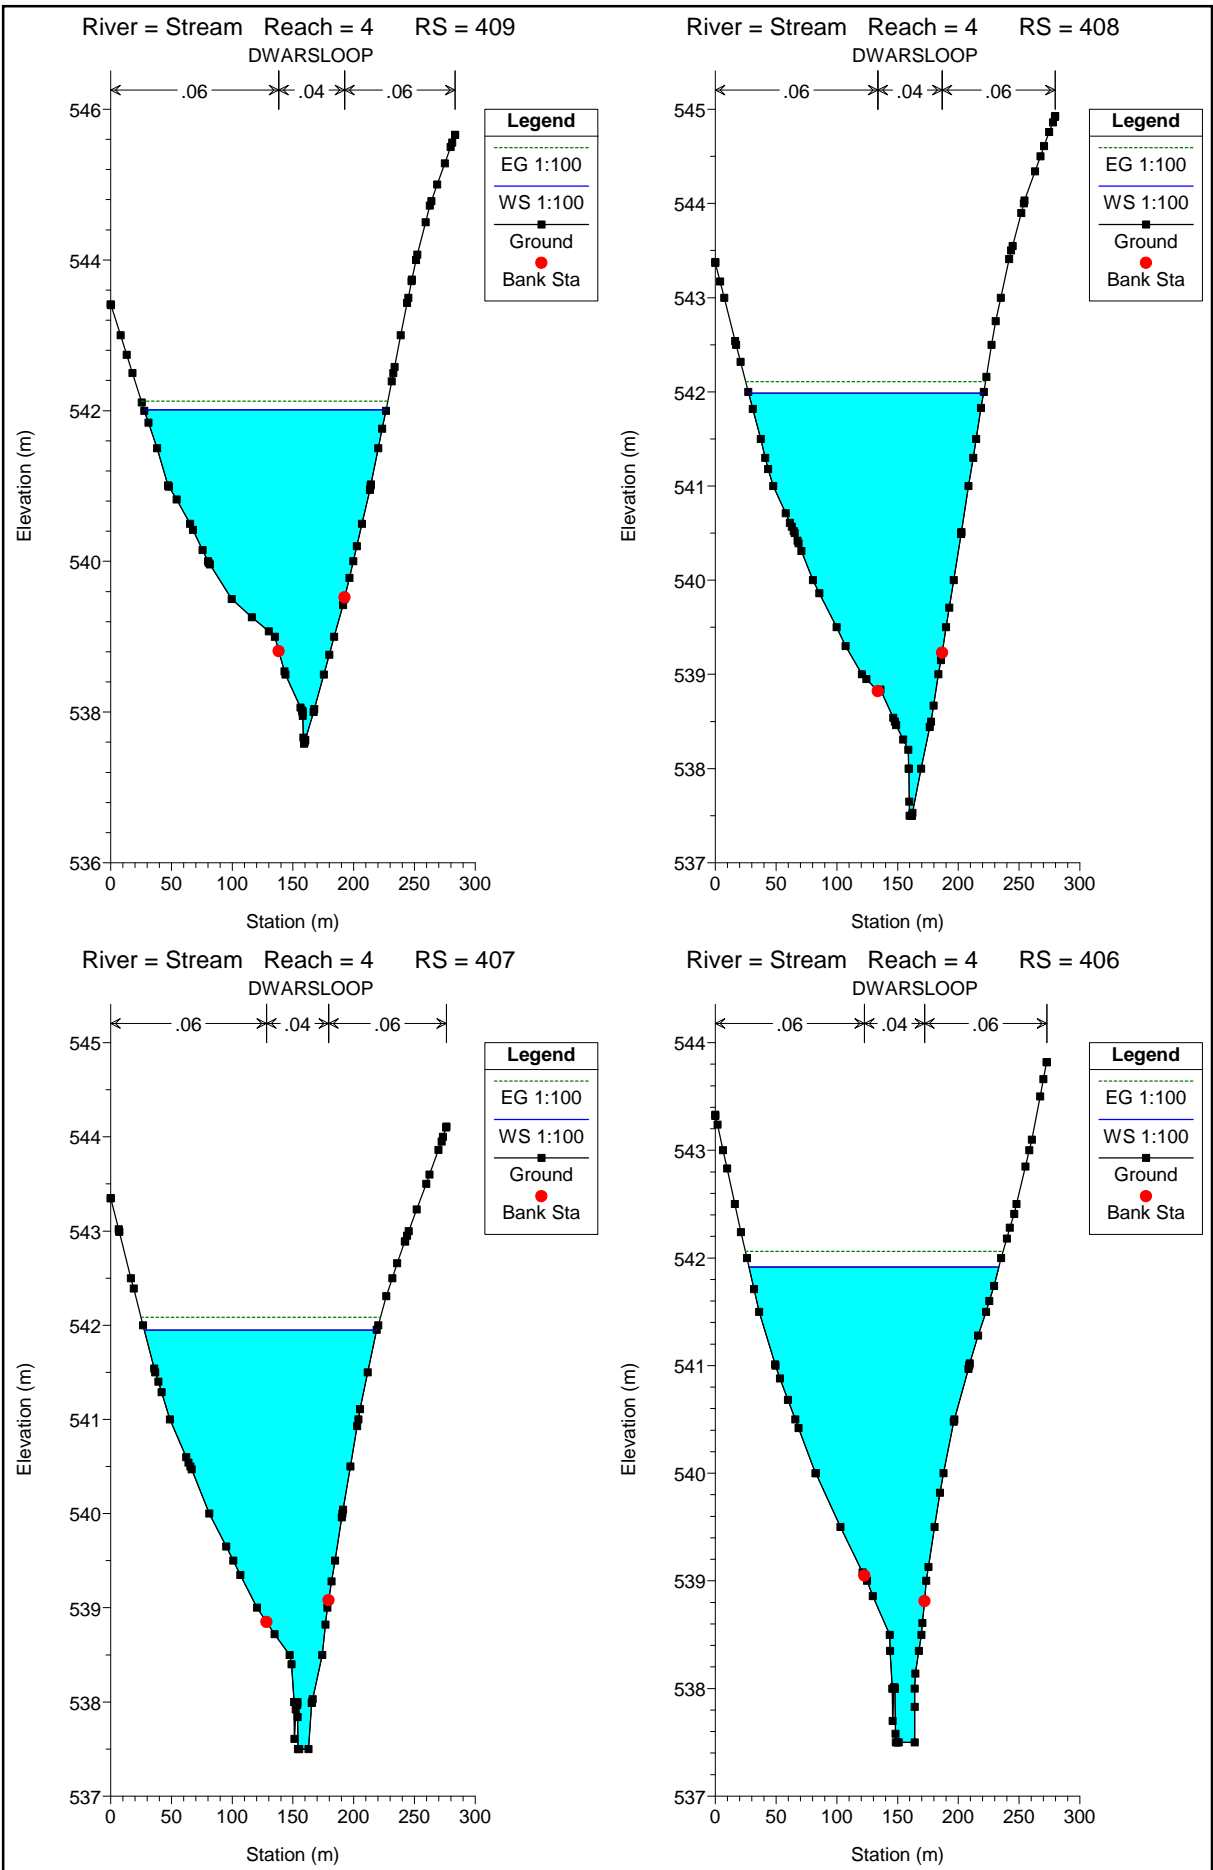 River = Stream Reach = 4 RS = 409
DWARSLOOP
.06 .04 .06
Legend
EG 1:100
WS 1:100
Ground
Bank Sta
546
544
542
540
538
536
Elevation (m)
0 50 100 150 200 250 300
Station (m)
River = Stream Reach = 4 RS = 408
DWARSLOOP
.06 .04 .06
Legend
EG 1:100
WS 1:100
Ground
Bank Sta
545
544
543
542
541
540
539
538
537
Elevation (m)
0 50 100 150 200 250 300
Station (m)
River = Stream Reach = 4 RS = 407
DWARSLOOP
.06 .04 .06
Legend
EG 1:100
WS 1:100
Ground
Bank Sta
545
544
543
542
541
540
539
538
537
Elevation (m)
0 50 100 150 200 250 300
Station (m)
River = Stream Reach = 4 RS = 406
DWARSLOOP
.06 .04 .06
Legend
EG 1:100
WS 1:100
Ground
Bank Sta
544
543
542
541
540
539
538
537
Elevation (m)
0 50 100 150 200 250 300
Station (m)